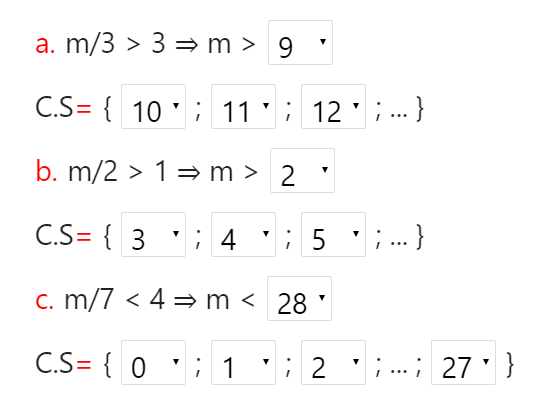 a. m/3 > 3 ⇒ m > 9
C.S= { 10 ; 11 ; 12 ; ... }
b. m/2 > 1 ⇒ m > 2
C.S= { 3 ; 4 ; 5 ; ... }
c. m/7 < 4 ⇒ m < 28
C.S= { 0 ; 1 ; 2 ; ... ; 27 }